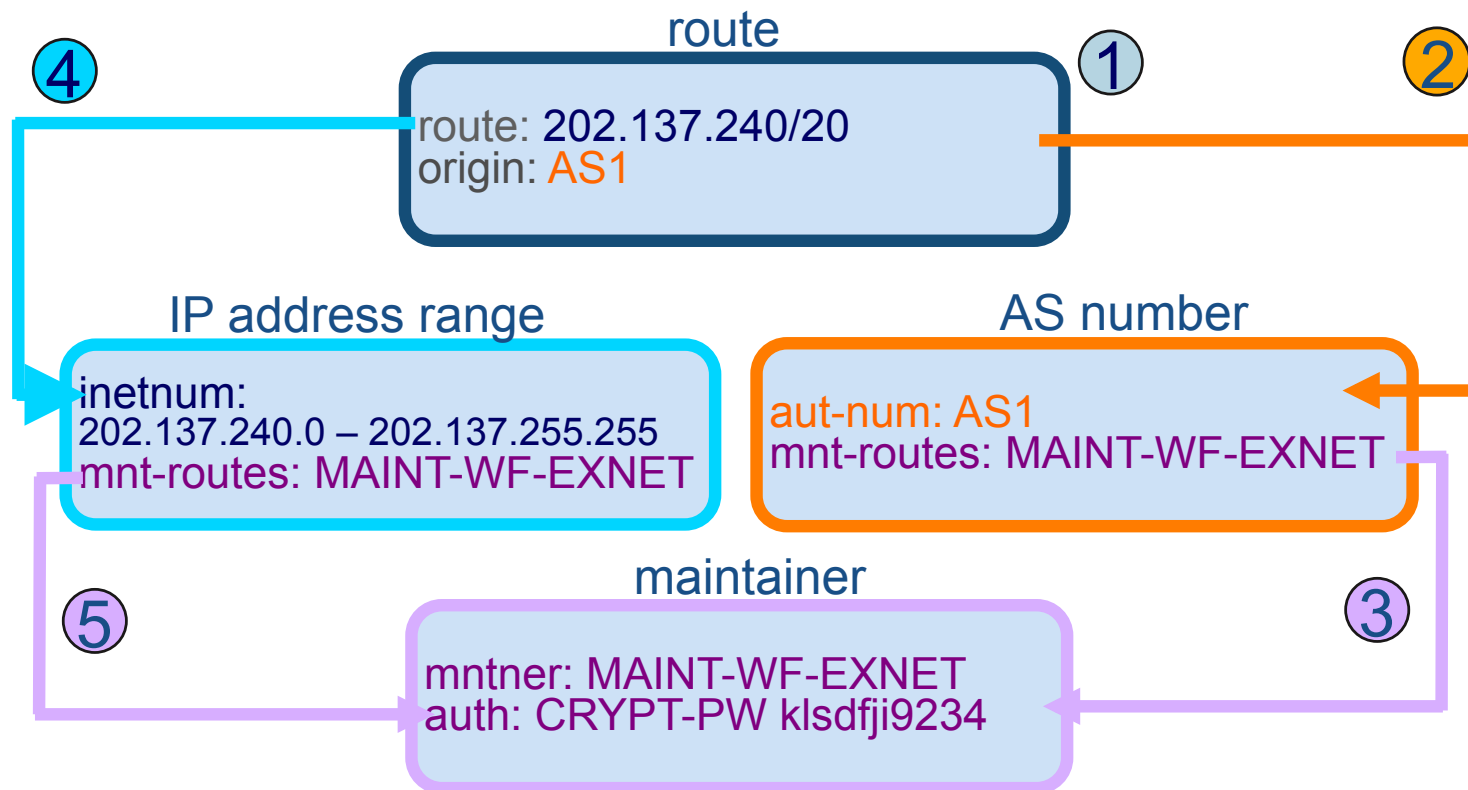 route
4
1
2
route: 202.137.240/20
origin: AS1
IP address range
inetnum:
202.137.240.0 – 202.137.255.255
mnt-routes: MAINT-WF-EXNET
AS number
aut-num: AS1
mnt-routes: MAINT-WF-EXNET
maintainer
5
3
mntner: MAINT-WF-EXNET
auth: CRYPT-PW klsdfji9234